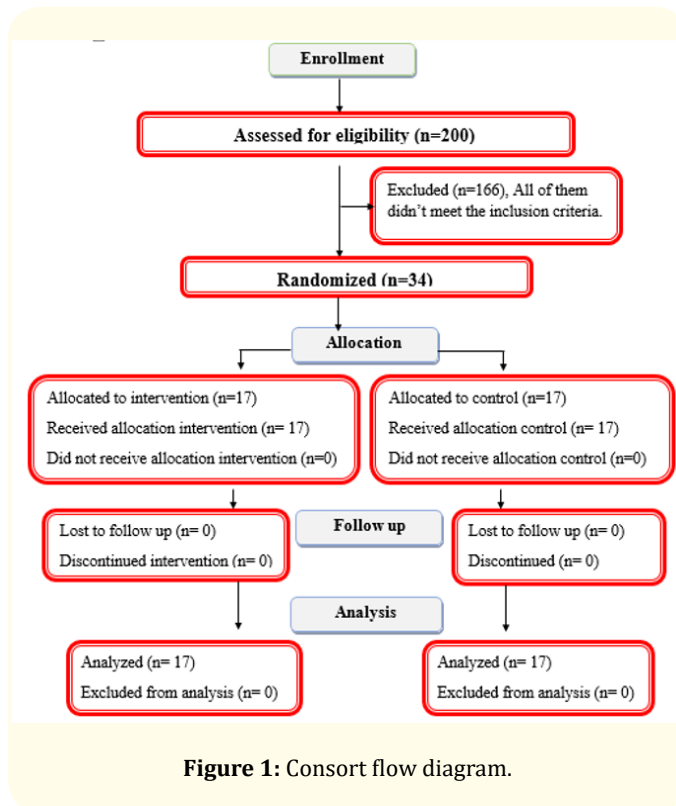 Enrollment
Assessed for eligibility (n=200)
Excluded (n=166), All of them
didn't meet the inclusion criteria.
Randomized (n=34)
Allocation
Allocated to intervention (n=17)
Received allocation intervention (n= 17)
Did not receive allocation intervention (n=0)
Allocated to control (n=17)
Received allocation control (n= 17)
Did not receive allocation control (n=0)
Follow up
Lost to follow up (n= 0)
Discontinued intervention (n= 0)
Lost to follow up (n= 0)
Discontinued (n= 0)
Analysis
Analyzed (n= 17)
Excluded from analysis (n= 0)
Analyzed (n= 17)
Excluded from analysis (n= 0)
Figure 1: Consort flow diagram.